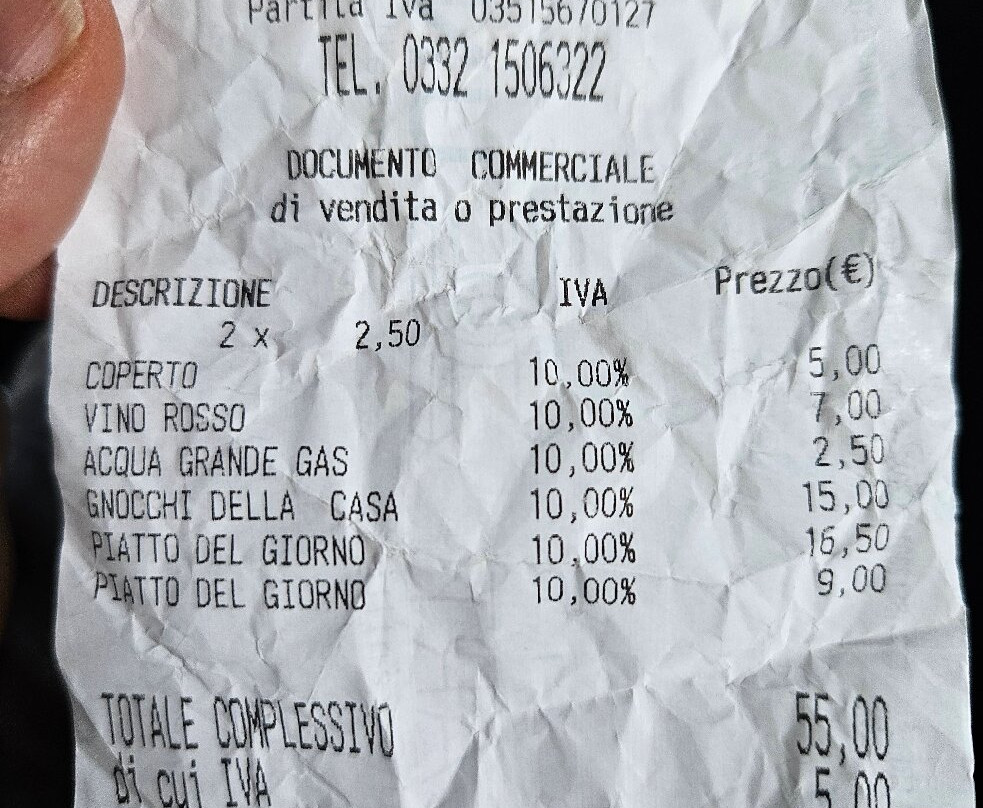 Partita Iva 03515670127
TEL. 0332 1506322
DOCUMENTO COMMERCIALE
di vendita o prestazione
DESCRIZIONE IVA Prezzo(€)
2 x 2,50
COPERTO 10,00% 5,00
VINO ROSSO 10,00% 7,00
ACQUA GRANDE GAS 10,00% 2,50
GNOCCHI DELLA CASA 10,00% 15,00
PIATTO DEL GIORNO 10,00% 16,50
PIATTO DEL GIORNO 10,00% 9,00
TOTALE COMPLESSIVO 55,00
di cui IVA 5,00